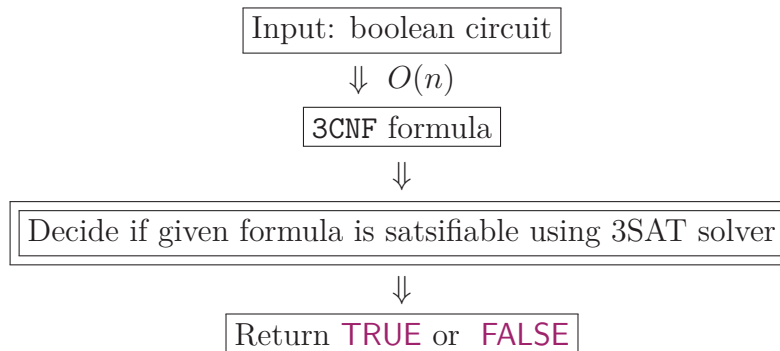 Input: boolean circuit
⇓ O(n)
3CNF formula
⇓
Decide if given formula is satsifiable using 3SAT solver
⇓
Return TRUE or FALSE